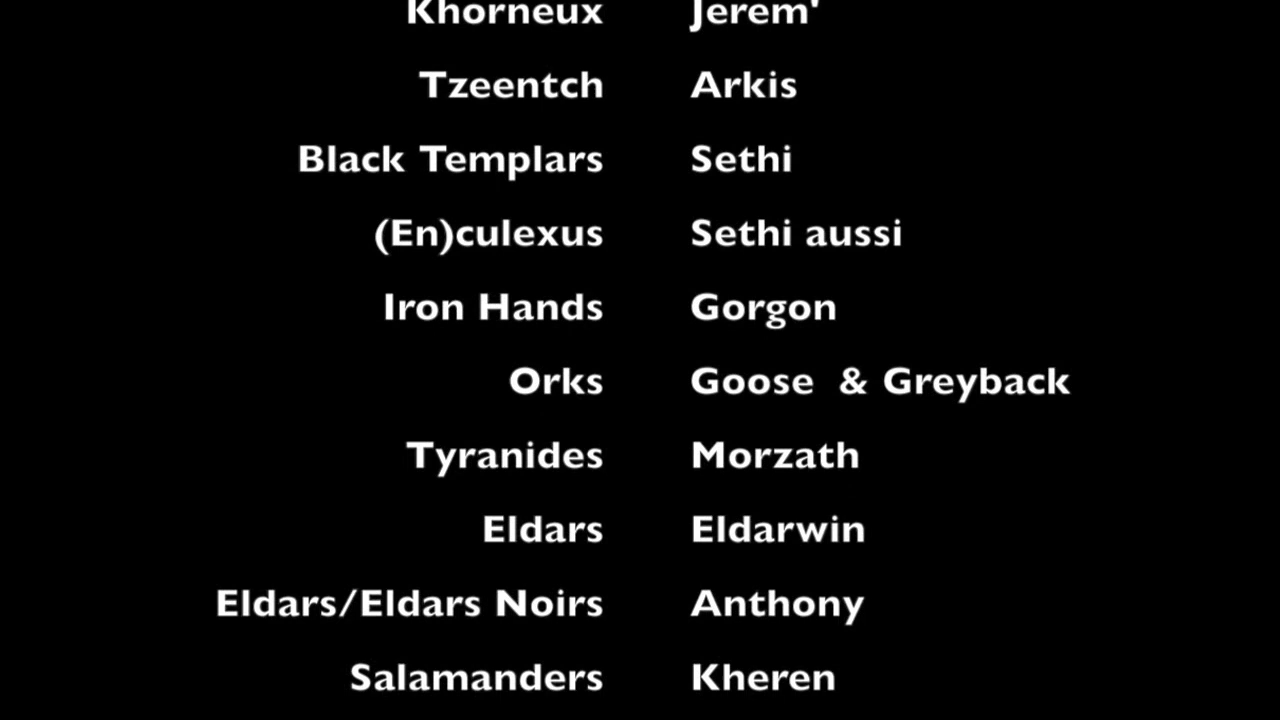 Khorneux Jerem'
Tzeentch Arkis
Black Templars Sethi
(En)culexus Sethi aussi
Iron Hands Gorgon
Orks Goose & Greyback
Tyranides Morzath
Eldars Eldarwin
Eldars/Eldars Noirs Anthony
Salamanders Kheren